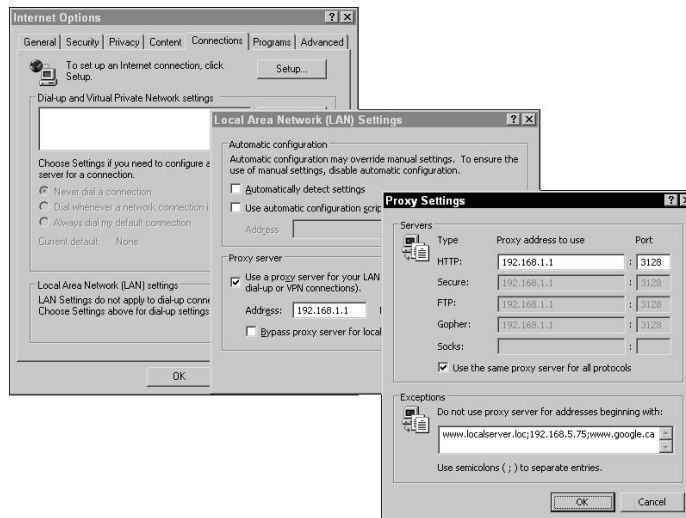 Internet Options
General Security Privacy Content Connections Programs Advanced
To set up an Internet connection, click
Setup.
Setup...
Dial-up and Virtual Private Network settings
Choose Settings if you need to configure a
server for a connection.
Never dial a connection
Dial whenever a network connection
Always dial my default connection
Current default: None
Local Area Network (LAN) settings
LAN Settings do not apply to dial-up
Choose Settings above for dial-up settings
OK
Local Area Network (LAN) Settings
Automatic configuration
Automatic configuration may override manual settings. To ensure the
use of manual settings, disable automatic configuration.
Automatically detect settings
Use automatic configuration
Address
Proxy server
Use a proxy server for your LAN
dial-up or VPN connections).
Address: 192.168.1.1
Bypass proxy server for local
Proxy Settings
Servers
Type Proxy address to use Port
HTTP: 192.168.1.1 : 3128
Secure: 192.168.1.1 : 3128
FTP: 192.168.1.1 : 3128
Gopher: 192.168.1.1 : 3128
Socks: :
Use the same proxy server for all protocols
Exceptions
Do not use proxy server for addresses beginning with:
www.localserver.loc;192.168.5.75;www.google.ca
Use semicolons ( ; ) to separate entries.
OK Cancel